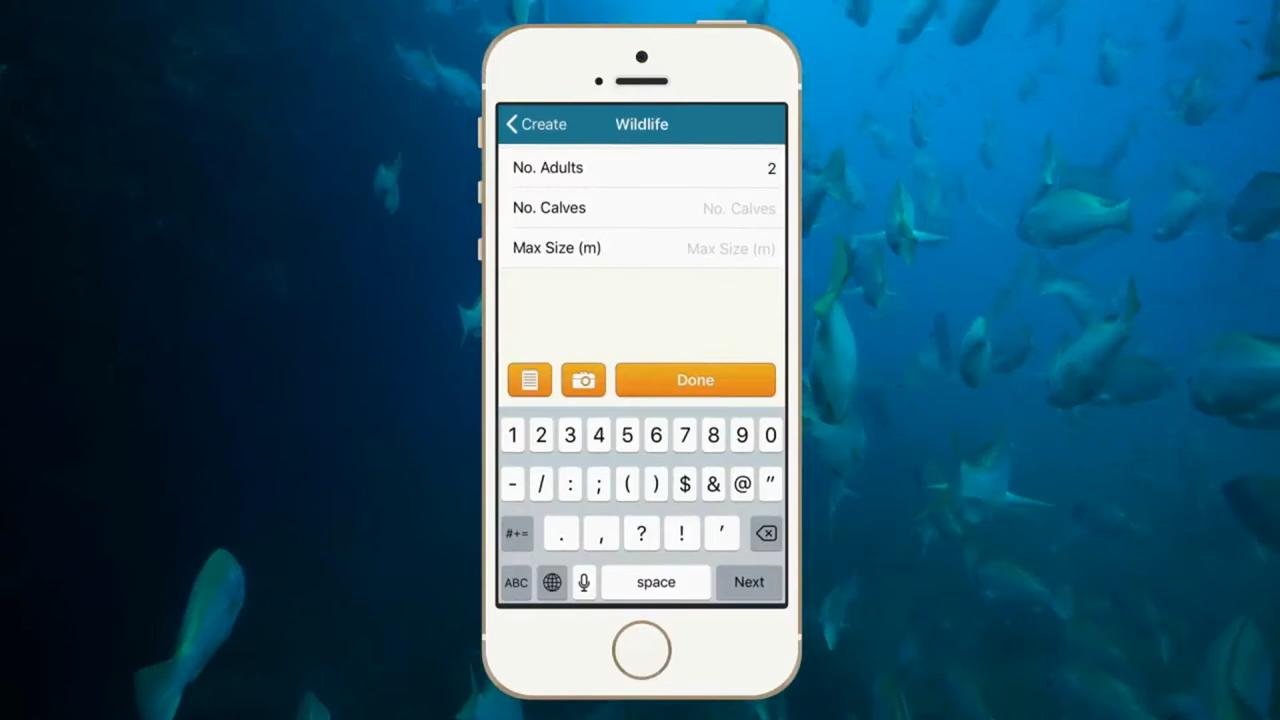 Create Wildlife
No. Adults 2
No. Calves No. Calves
Max Size (m) Max Size (m)
Done
1 2 3 4 5 6 7 8 9 0
- / : ; ( ) $ & @ "
#+= . , ? ! '
ABC space Next